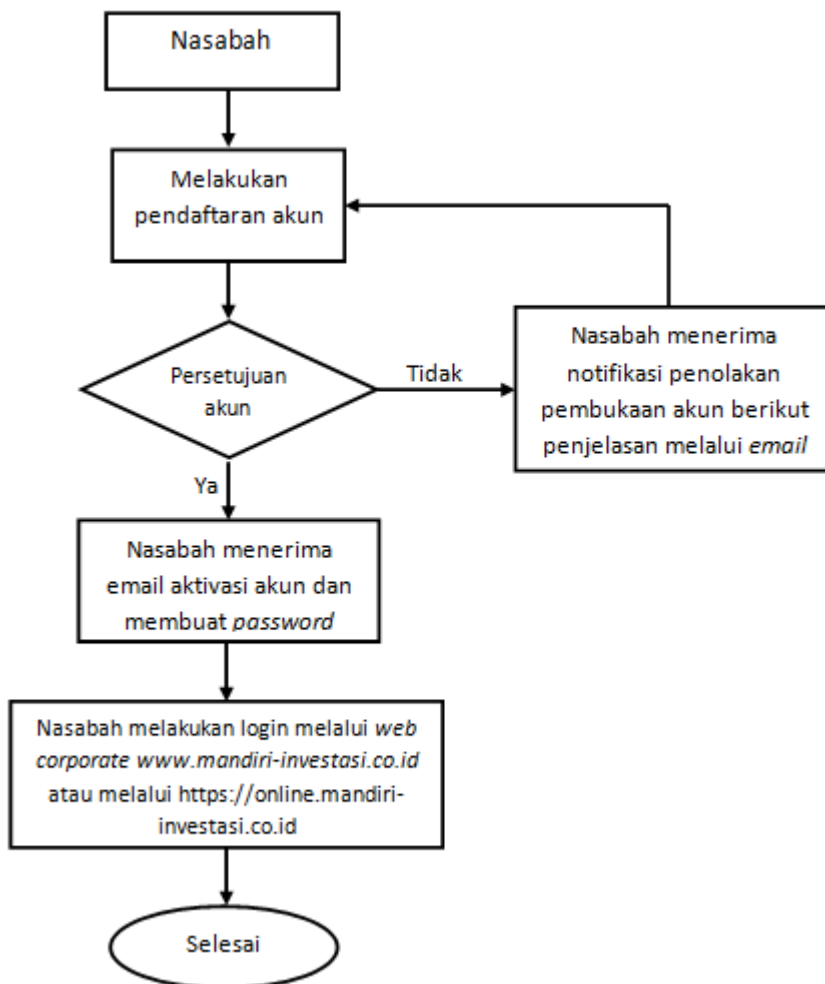 Nasabah
Melakukan
pendaftaran akun
Persetujuan
akun
Tidak
Nasabah menerima
notifikasi penolakan
pembukaan akun berikut
penjelasan melalui email
Ya
Nasabah menerima
email aktivasi akun dan
membuat password
Nasabah melakukan login melalui web
corporate www.mandiri-investasi.co.id
atau melalui https://online.mandiri-
investasi.co.id
Selesai